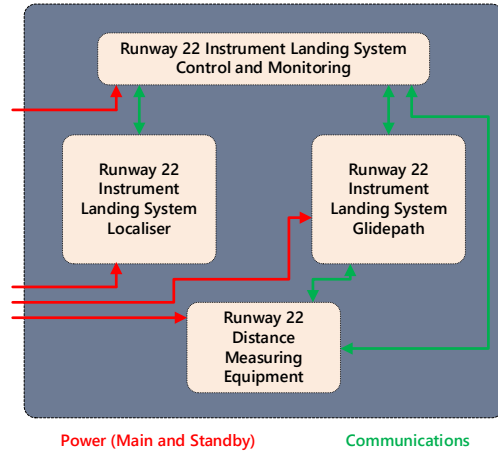 Runway 22 Instrument Landing System
Control and Monitoring
Runway 22
Instrument
Landing System
Localiser
Runway 22
Instrument
Landing System
Glidepath
Runway 22
Distance
Measuring
Equipment
Power (Main and Standby)
Communications